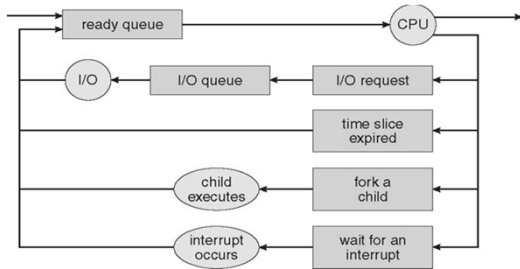 ready queue
CPU
I/O
I/O queue
I/O request
time slice
expired
child
executes
fork a
child
interrupt
occurs
wait for an
interrupt